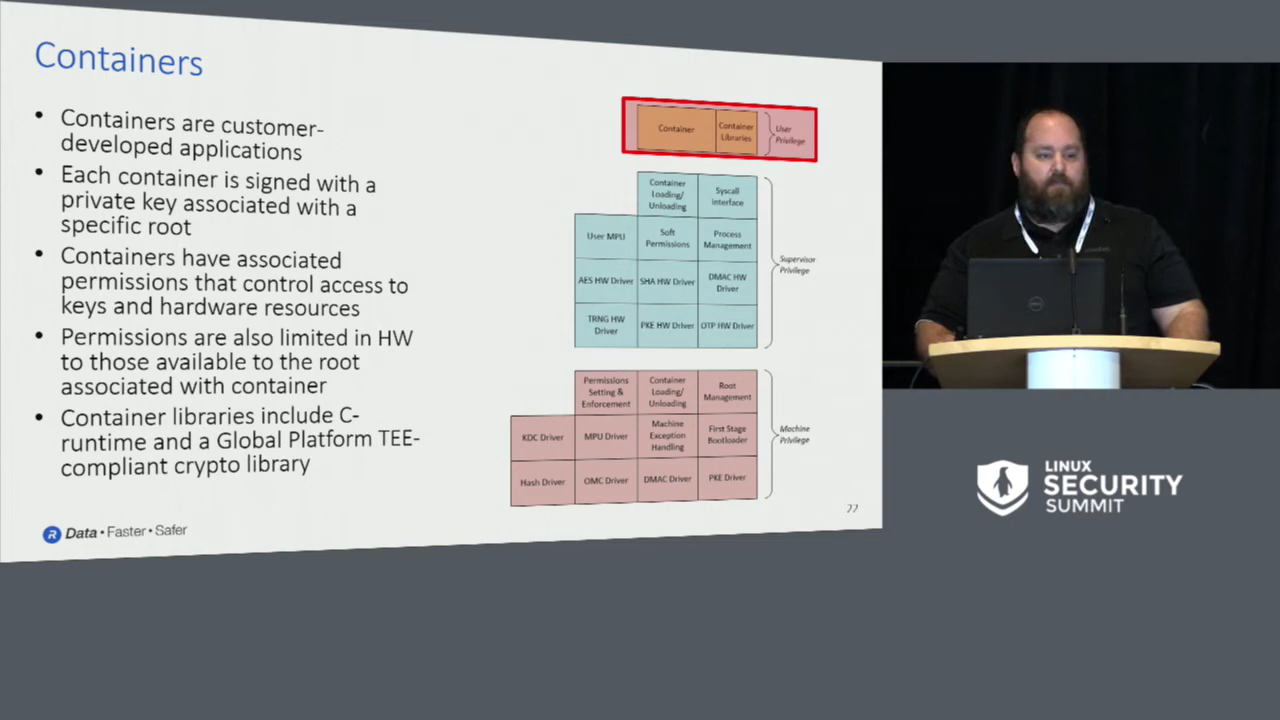 Containers
• Containers are customer-
developed applications
• Each container is signed with a
private key associated with a
specific root
• Containers have associated
permissions that control access to
keys and hardware resources
• Permissions are also limited in HW
to those available to the root
associated with container
• Container libraries include C-
runtime and a Global Platform TEE-
compliant crypto library
Container
Container
Libraries
User
Privilege
Container
Loading/
Unloading
Syscall
interface
User MPU
Soft
Permissions
Process
Management
AES HW Driver
SHA HW Driver
DMAC HW
Driver
TRNG HW
Driver
PKE HW Driver
OTP HW Driver
Supervisor
Privilege
Permissions
Setting &
Enforcement
Container
Loading/
Unloading
Root
Management
KDC Driver
MPU Driver
Machine
Exception
Handling
First Stage
Bootloader
Hash Driver
OMC Driver
DMAC Driver
PKE Driver
Machine
Privilege
R Data • Faster • Safer
LINUX
SECURITY
SUMMIT